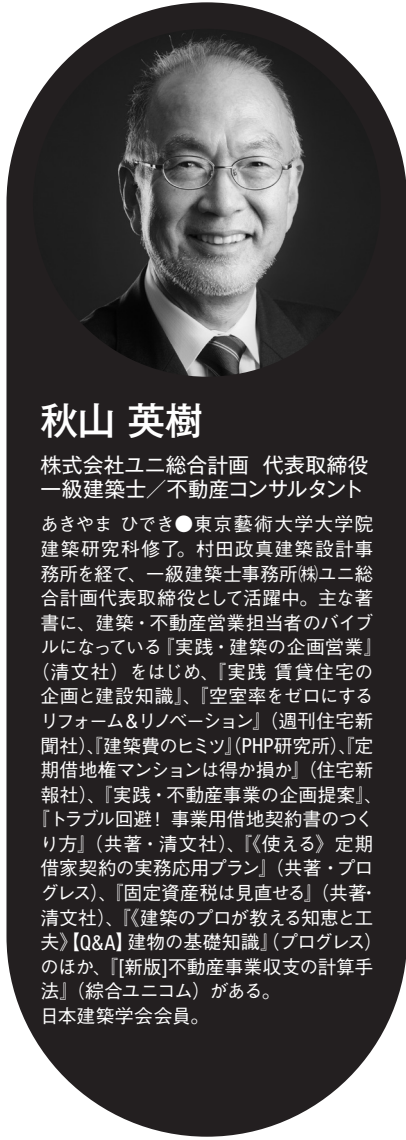 秋山 英樹
株式会社ユニ総合計画 代表取締役
一級建築士／不動産コンサルタント
あきやま ひでき●東京藝術大学大学院
建築研究科修了。村田政真建築設計事
務所を経て、一級建築士事務所㈱ユニ総
合計画代表取締役として活躍中。主な著
書に、建築・不動産営業担当者のバイブ
ルになっている『実践・建築の企画営業』
（清文社）をはじめ、『実践 賃貸住宅の
企画と建設知識』、『空室率をゼロにする
リフォーム＆リノベーション』（週刊住宅新
聞社）、『建築費のヒミツ』（PHP研究所）、『定
期借地権マンションは得か損か』（住宅新
報社）、『実践・不動産事業の企画提案』、
『トラブル回避！ 事業用借地契約書のつく
り方』（共著・清文社）、『《使える》定期
借家契約の実務応用プラン』（共著・プロ
グレス）、『固定資産税は見直せる』（共著・
清文社）、『《建築のプロが教える知恵と工
夫》【Q&A】建物の基礎知識』（プログレス）
のほか、『[新版]不動産事業収支の計算手
法』（綜合ユニコム）がある。
日本建築学会会員。